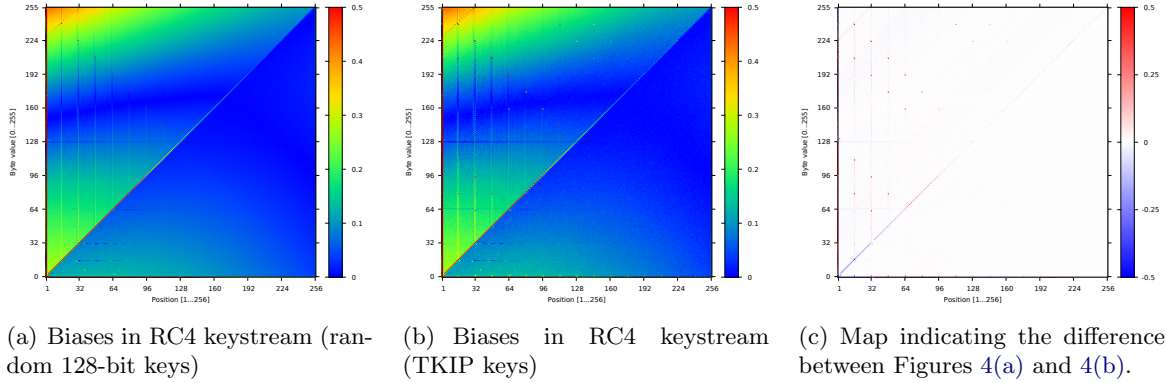 255
224
192
160
128
96
64
32
0
Byte value [0...255]
1 32 64 96 128 160 192 224 256
Position [1...256]
0.5
0.4
0.3
0.2
0.1
0
(a) Biases in RC4 keystream (ran-
dom 128-bit keys)
255
224
192
160
128
96
64
32
0
Byte value [0...255]
1 32 64 96 128 160 192 224 256
Position [1...256]
0.5
0.4
0.3
0.2
0.1
0
(b) Biases in RC4 keystream
(TKIP keys)
255
224
192
160
128
96
64
32
0
Byte value [0...255]
1 32 64 96 128 160 192 224 256
Position [1...256]
0.5
0.25
0
-0.25
-0.5
(c) Map indicating the difference
between Figures 4(a) and 4(b).